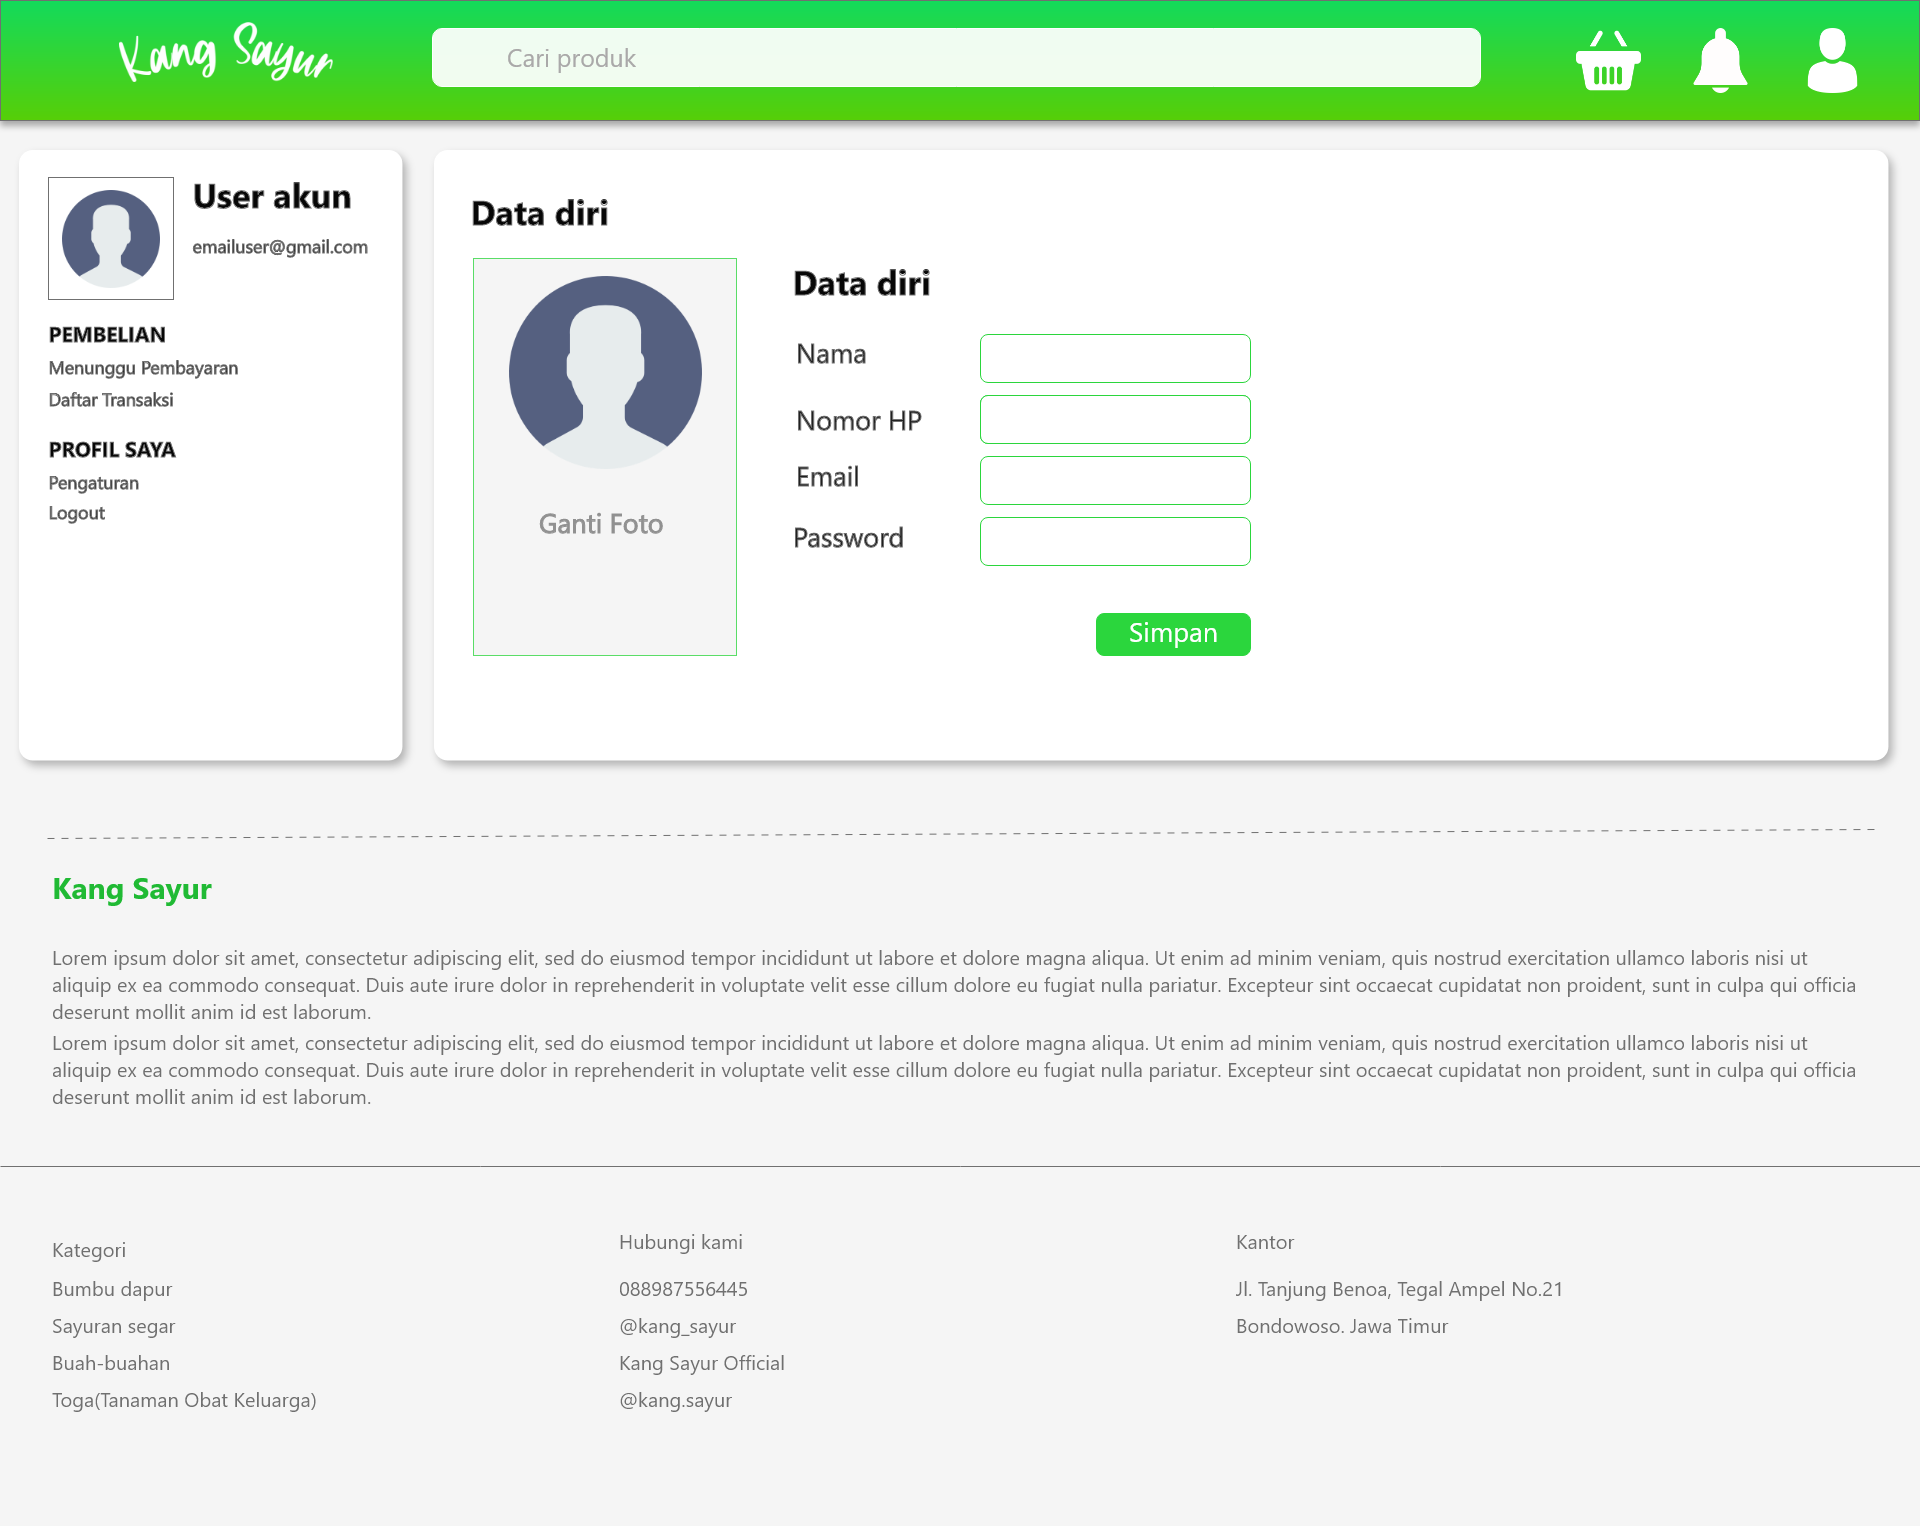 Kang Sayur
Cari produk
User akun
emailuser@gmail.com
PEMBELIAN
Menunggu Pembayaran
Daftar Transaksi
PROFIL SAYA
Pengaturan
Logout
Data diri
Ganti Foto
Data diri
Nama
Nomor HP
Email
Password
Simpan
Kang Sayur
Lorem ipsum dolor sit amet, consectetur adipiscing elit, sed do eiusmod tempor incididunt ut labore et dolore magna aliqua. Ut enim ad minim veniam, quis nostrud exercitation ullamco laboris nisi ut
aliquip ex ea commodo consequat. Duis aute irure dolor in reprehenderit in voluptate velit esse cillum dolore eu fugiat nulla pariatur. Excepteur sint occaecat cupidatat non proident, sunt in culpa qui officia
deserunt mollit anim id est laborum.
Lorem ipsum dolor sit amet, consectetur adipiscing elit, sed do eiusmod tempor incididunt ut labore et dolore magna aliqua. Ut enim ad minim veniam, quis nostrud exercitation ullamco laboris nisi ut
aliquip ex ea commodo consequat. Duis aute irure dolor in reprehenderit in voluptate velit esse cillum dolore eu fugiat nulla pariatur. Excepteur sint occaecat cupidatat non proident, sunt in culpa qui officia
deserunt mollit anim id est laborum.
Kategori
Bumbu dapur
Sayuran segar
Buah-buahan
Toga(Tanaman Obat Keluarga)
Hubungi kami
088987556445
@kang_sayur
Kang Sayur Official
@kang.sayur
Kantor
Jl. Tanjung Benoa, Tegal Ampel No.21
Bondowoso. Jawa Timur